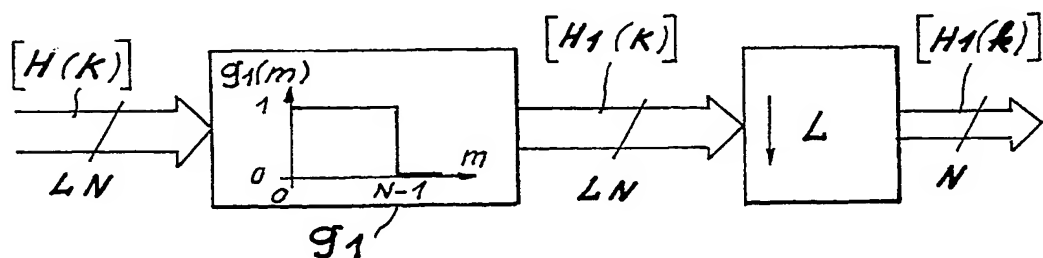 [H(K)]
LN
g1(m)
1
0
0
N-1
m
g1
[H1(K)]
LN
L
[H1(k)]
N